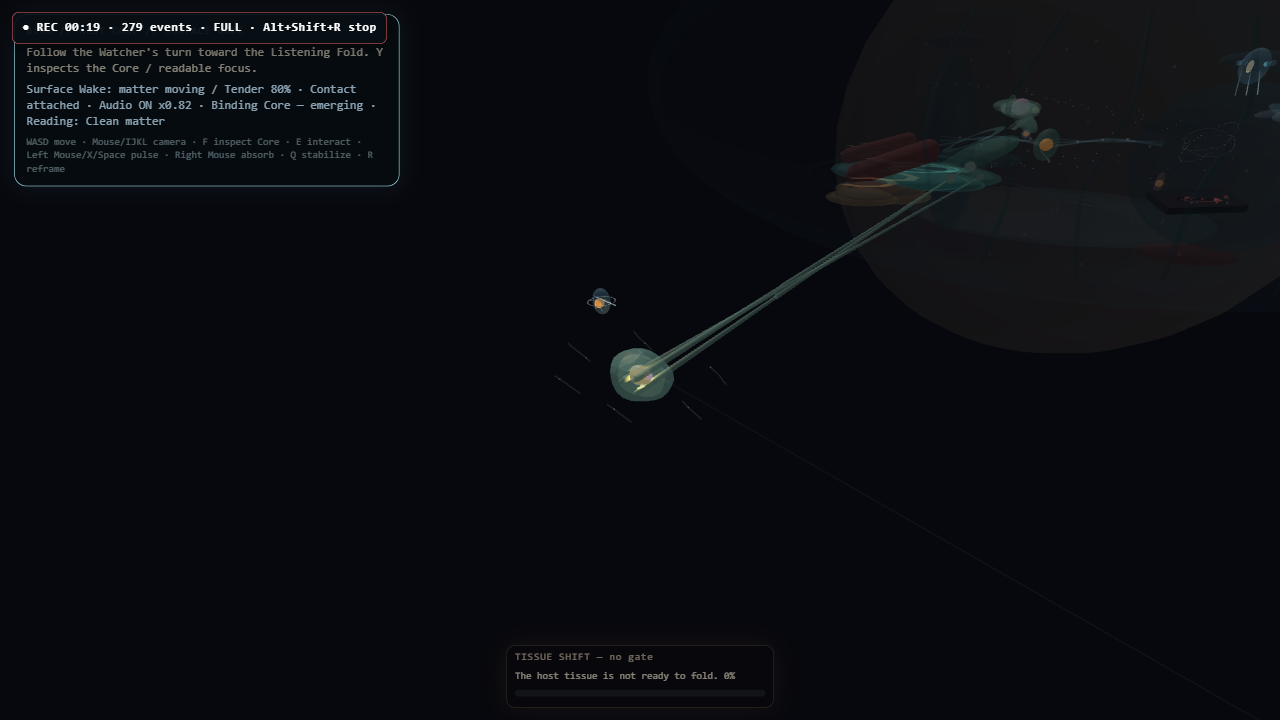 ● REC 00:19 · 279 events · FULL · Alt+Shift+R stop
Follow the Watcher's turn toward the Listening Fold. Y
inspects the Core / readable focus.
Surface Wake: matter moving / Tender 80% · Contact
attached · Audio ON x0.82 · Binding Core — emerging ·
Reading: Clean matter
WASD move · Mouse/IJKL camera · F inspect Core · E interact ·
Left Mouse/X/Space pulse · Right Mouse absorb · Q stabilize · R
reframe
TISSUE SHIFT — no gate
The host tissue is not ready to fold. 0%